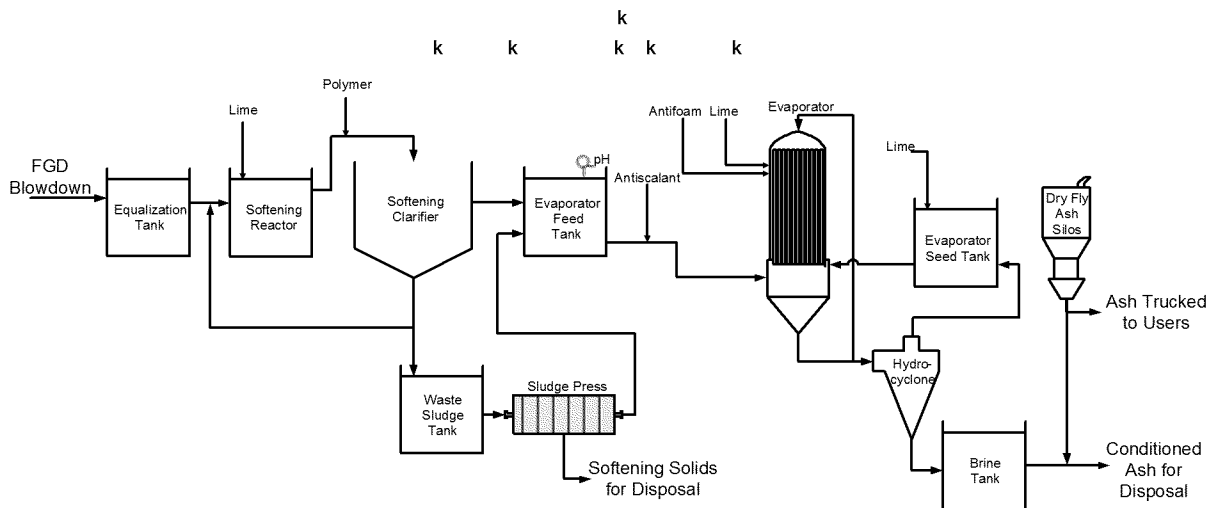 k
k k k k k
Polymer
Lime
FGD
Blowdown
Equalization
Tank
Softening
Reactor
Softening
Clarifier
pH
Evaporator
Feed
Tank
Antiscalant
Antifoam
Lime
Evaporator
Lime
Evaporator
Seed Tank
Dry Fly
Ash
Silos
Ash Trucked
to Users
Hydro-
cyclone
Waste
Sludge
Tank
Sludge Press
Softening Solids
for Disposal
Brine
Tank
Conditioned
Ash for
Disposal